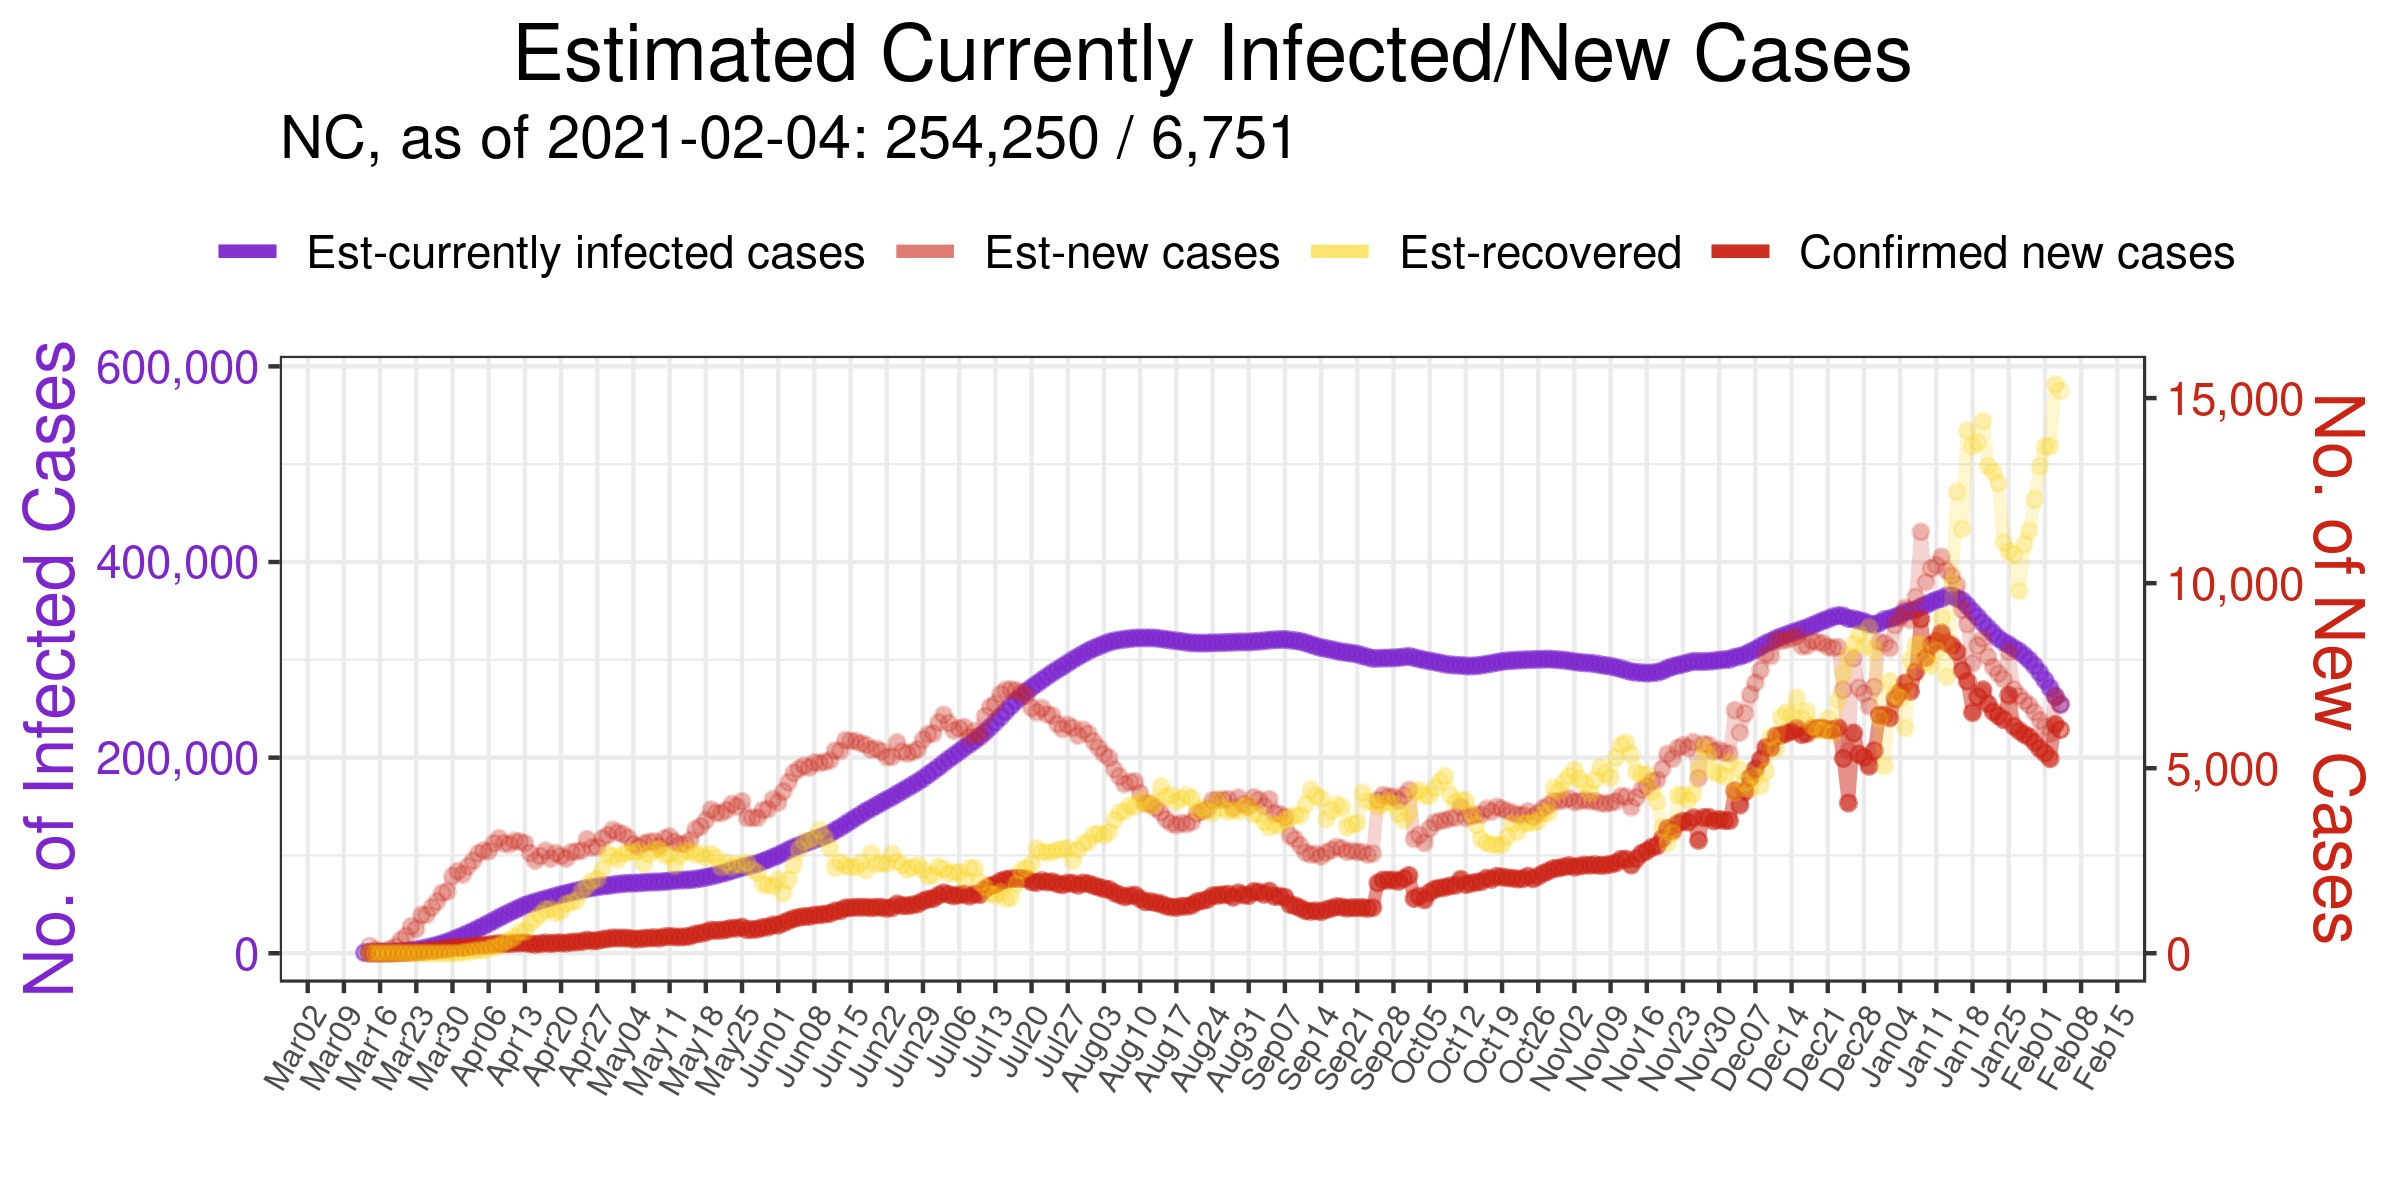 Estimated Currently Infected/New Cases
NC, as of 2021-02-04: 254,250 / 6,751
Est-currently infected cases
Est-new cases
Est-recovered
Confirmed new cases
No. of Infected Cases
600,000
400,000
200,000
0
15,000
10,000
5,000
0
No. of New Cases
Mar02
Mar09
Mar16
Mar23
Mar30
Apr06
Apr13
Apr20
Apr27
May04
May11
May18
May25
Jun01
Jun08
Jun15
Jun22
Jun29
Jul06
Jul13
Jul20
Jul27
Aug03
Aug10
Aug17
Aug24
Aug31
Sep07
Sep14
Sep21
Sep28
Oct05
Oct12
Oct19
Oct26
Nov02
Nov09
Nov16
Nov23
Nov30
Dec07
Dec14
Dec21
Dec28
Jan04
Jan11
Jan18
Jan25
Feb01
Feb08
Feb15